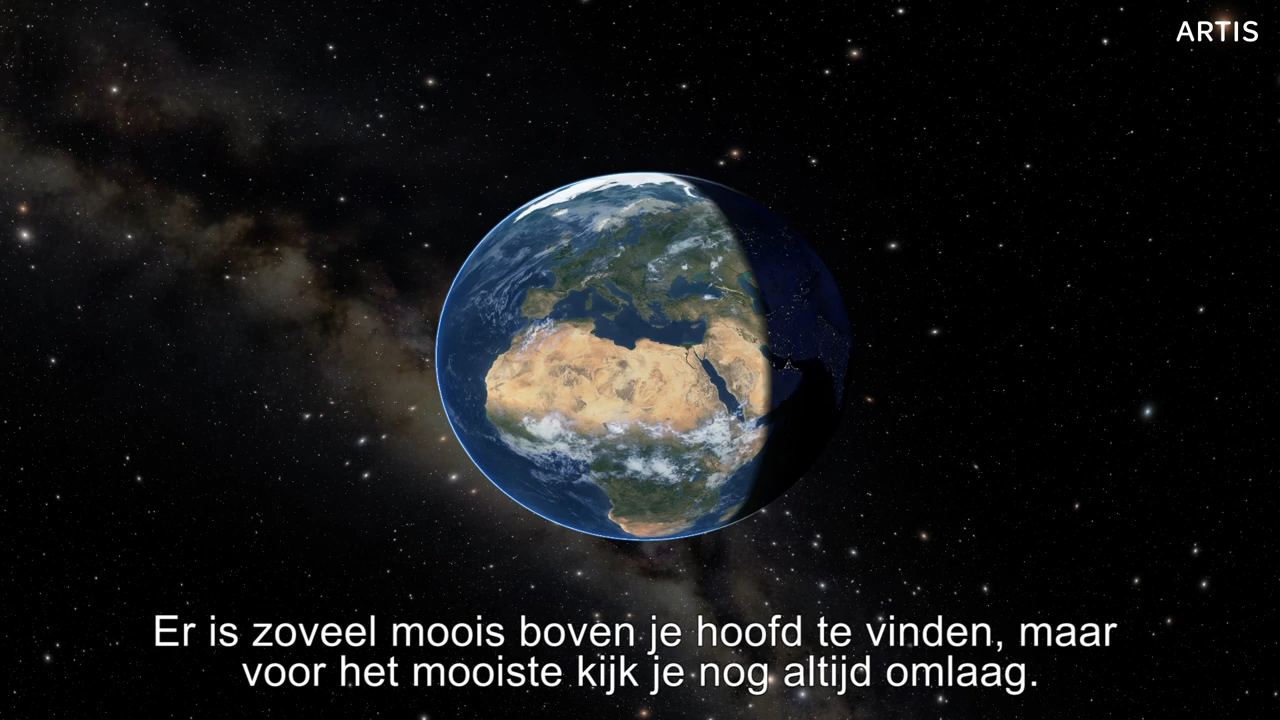 ARTIS
Er is zoveel moois boven je hoofd te vinden, maar
voor het mooiste kijk je nog altijd omlaag.